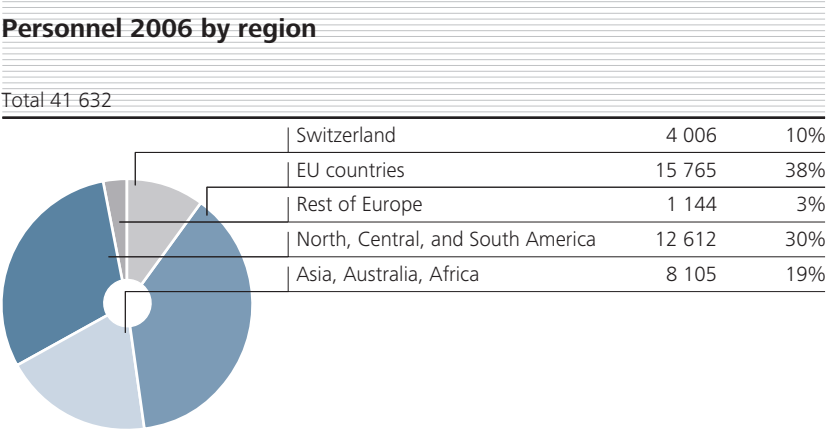 Personnel 2006 by region
Total 41 632
Switzerland 4 006 10%
EU countries 15 765 38%
Rest of Europe 1 144 3%
North, Central, and South America 12 612 30%
Asia, Australia, Africa 8 105 19%